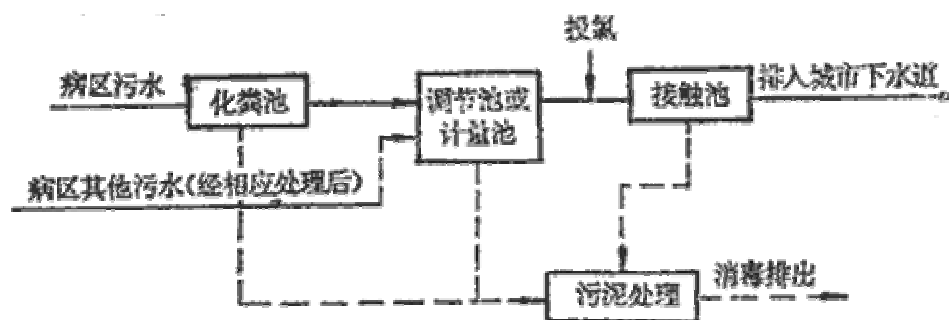 投氯
病区污水
化粪池
调节池或
计量池
接触池
排入城市下水道
病区其他污水(经相应处理后)
污泥处理
消毒排出